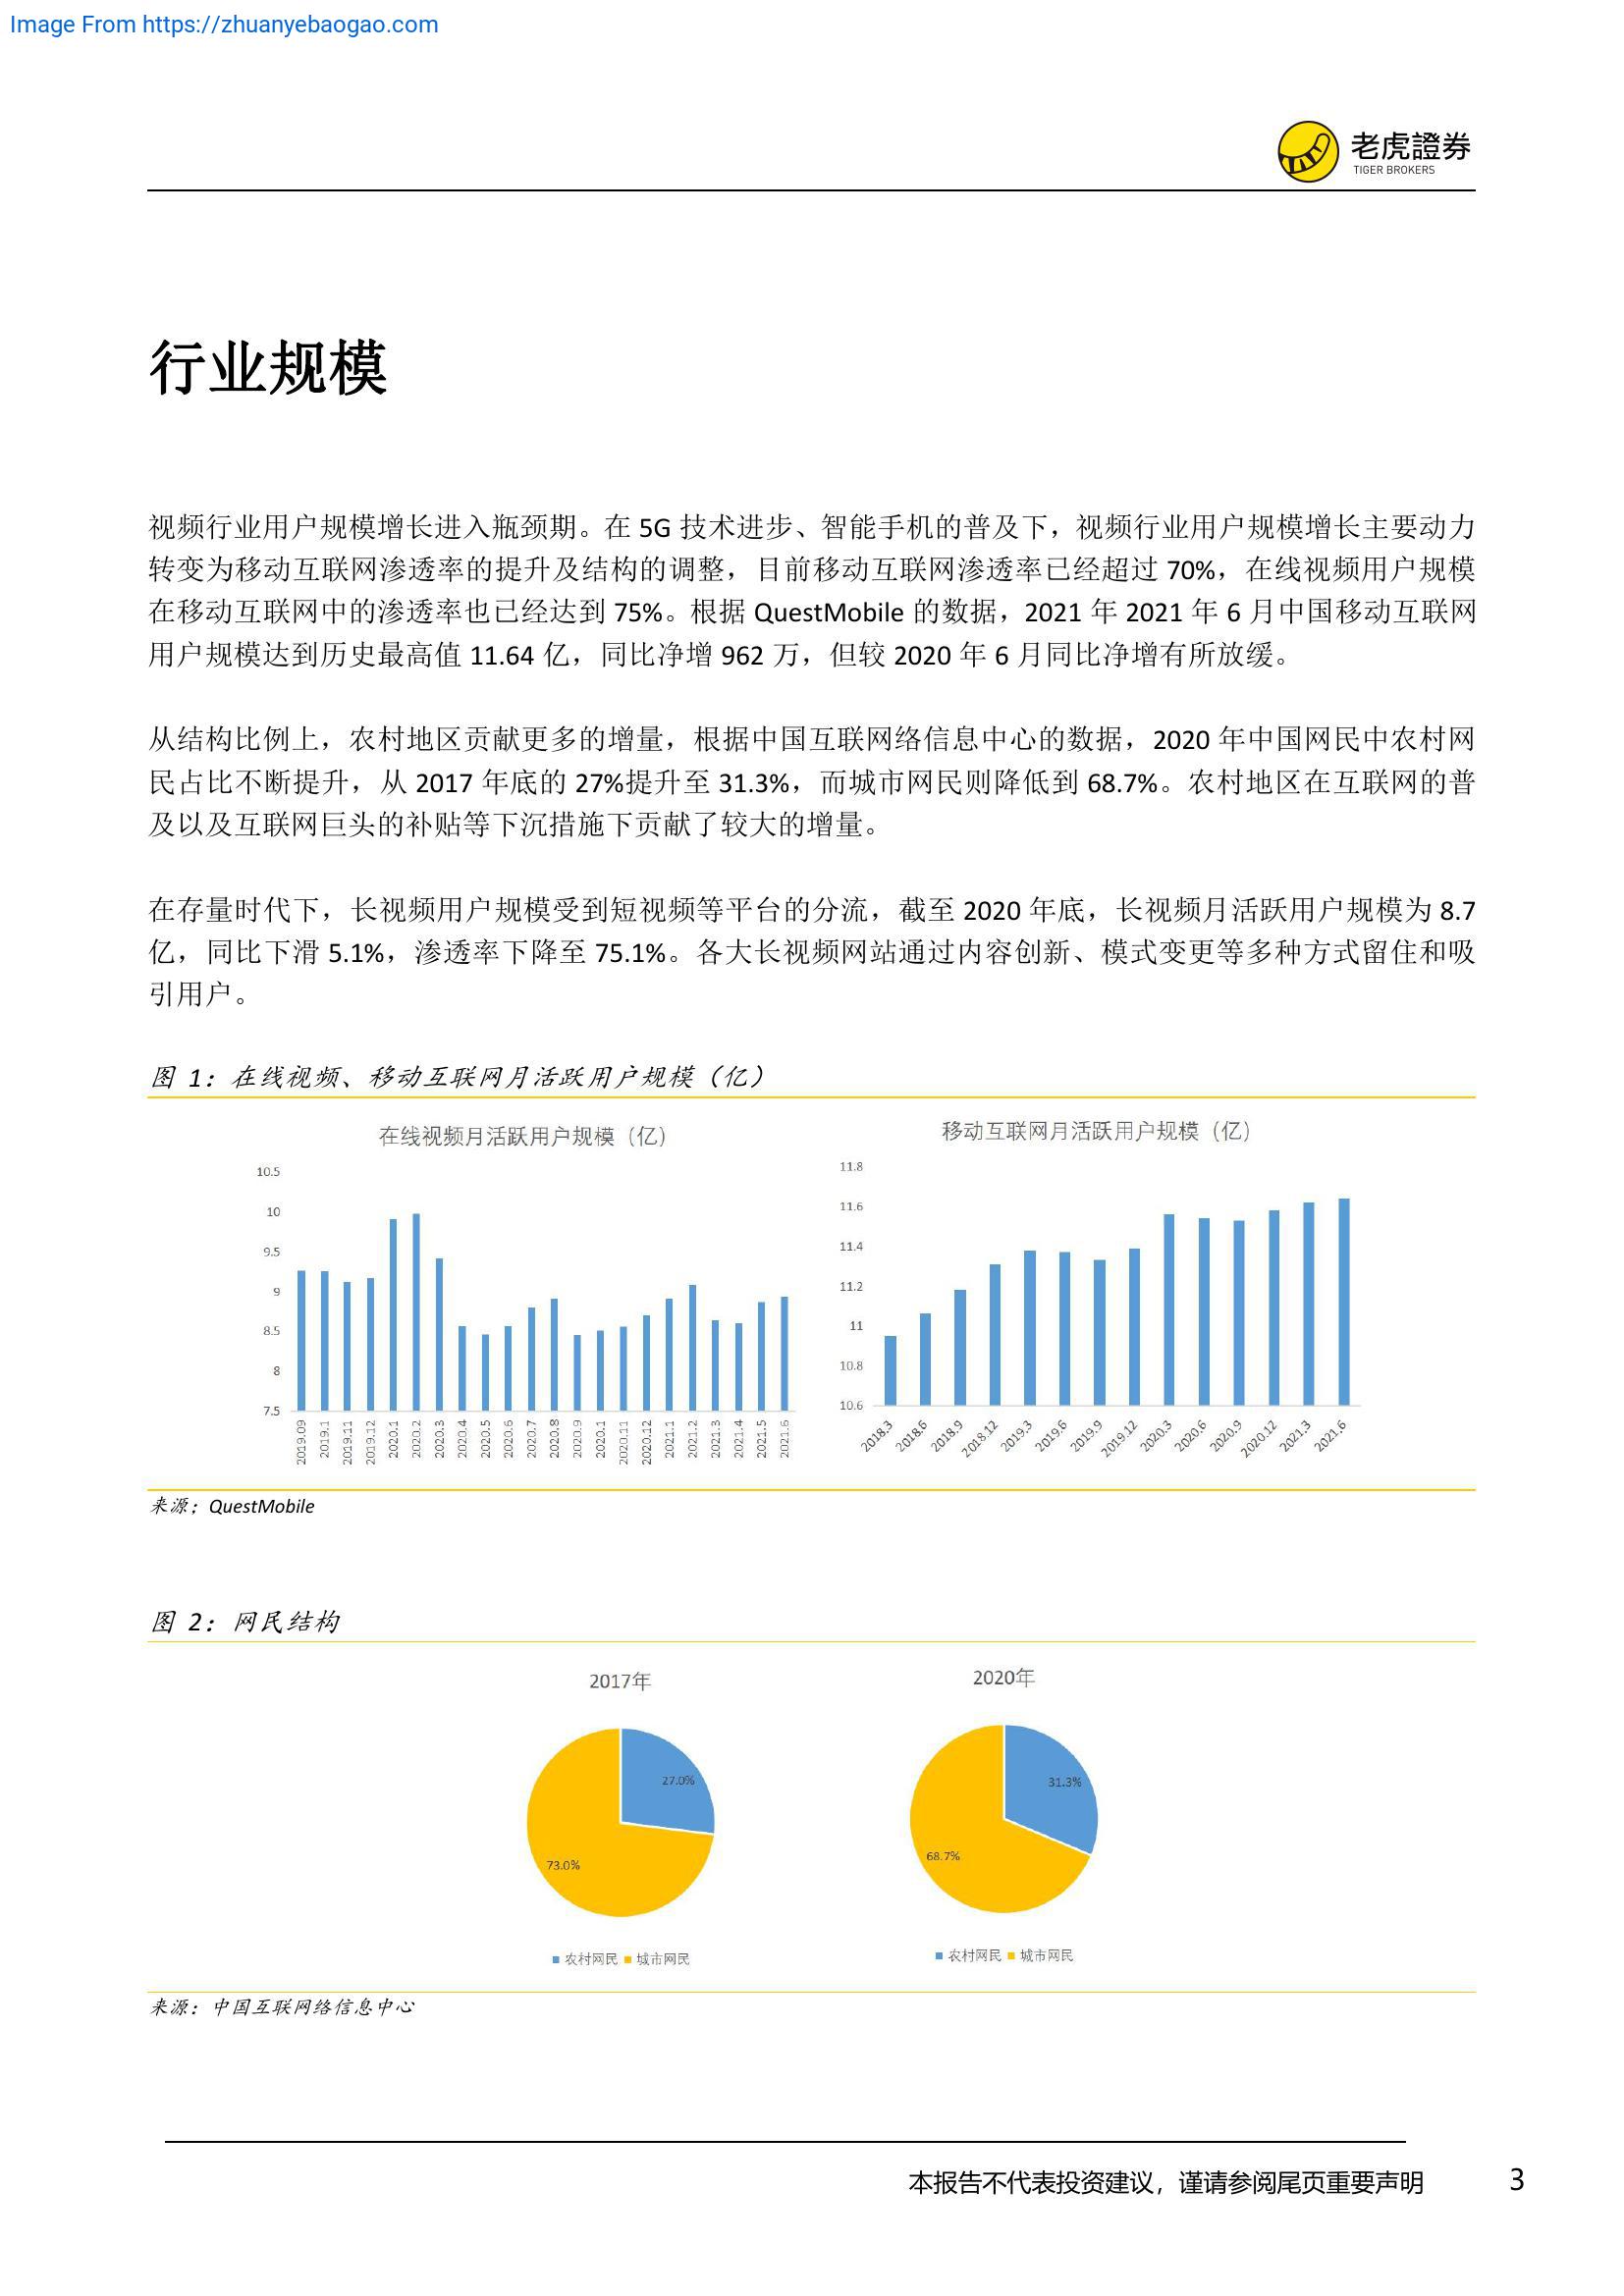 Image From https://zhuanyebaogao.com
老虎證券
TIGER BROKERS
行业规模
视频行业用户规模增长进入瓶颈期。在 5G 技术进步、智能手机的普及下，视频行业用户规模增长主要动力
转变为移动互联网渗透率的提升及结构的调整，目前移动互联网渗透率已经超过 70%，在线视频用户规模
在移动互联网中的渗透率也已经达到 75%。根据 QuestMobile 的数据，2021 年 2021 年 6 月中国移动互联网
用户规模达到历史最高值 11.64 亿，同比净增 962 万，但较 2020 年 6 月同比净增有所放缓。
从结构比例上，农村地区贡献更多的增量，根据中国互联网络信息中心的数据，2020 年中国网民中农村网
民占比不断提升，从 2017 年底的 27%提升至 31.3%，而城市网民则降低到 68.7%。农村地区在互联网的普
及以及互联网巨头的补贴等下沉措施下贡献了较大的增量。
在存量时代下，长视频用户规模受到短视频等平台的分流，截至 2020 年底，长视频月活跃用户规模为 8.7
亿，同比下滑 5.1%，渗透率下降至 75.1%。各大长视频网站通过内容创新、模式变更等多种方式留住和吸
引用户。
图 1：在线视频、移动互联网月活跃用户规模（亿）
在线视频月活跃用户规模（亿）
10.5
10
9.5
9
8.5
8
7.5
2019.09 2019.1 2019.11 2019.12 2020.1 2020.2 2020.3 2020.4 2020.5 2020.6 2020.7 2020.8 2020.9 2020.1 2020.11 2020.12 2021.1 2021.2 2021.3 2021.4 2021.5 2021.6
移动互联网月活跃用户规模（亿）
11.8
11.6
11.4
11.2
11
10.8
10.6
2018.3 2018.6 2018.9 2018.12 2019.3 2019.6 2019.9 2019.12 2020.3 2020.6 2020.9 2020.12 2021.3 2021.6
来源；QuestMobile
图 2：网民结构
2017年
27.0%
73.0%
农村网民 城市网民
2020年
31.3%
68.7%
农村网民 城市网民
来源：中国互联网络信息中心
本报告不代表投资建议，谨请参阅尾页重要声明 3